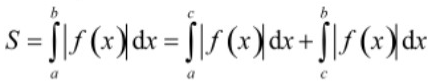 S = ∫_a^b |f(x)| dx = ∫_a^c |f(x)| dx + ∫_c^b |f(x)| dx